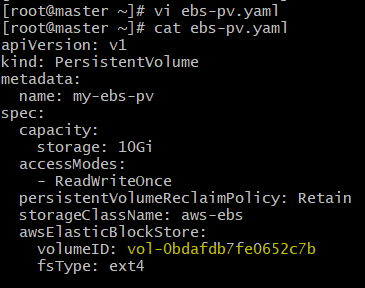 [root@master ~]# vi ebs-pv.yaml
[root@master ~]# cat ebs-pv.yaml
apiVersion: v1
kind: PersistentVolume
metadata:
  name: my-ebs-pv
spec:
  capacity:
    storage: 10Gi
  accessModes:
    - ReadWriteOnce
  persistentVolumeReclaimPolicy: Retain
  storageClassName: aws-ebs
  awsElasticBlockStore:
    volumeID: vol-0bdafdb7fe0652c7b
    fsType: ext4